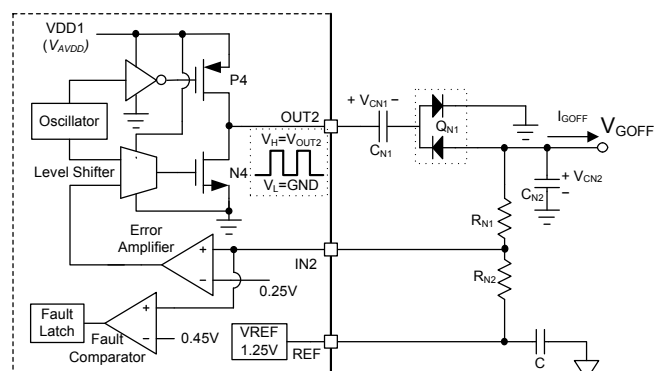 VDD1
(VAVDD)
P4
Oscillator
OUT2
+ VCN1 −
CN1
QN1
IGOFF
VGOFF
VH=VOUT2
Level Shifter
N4
VL=GND
+ VCN2
−
CN2
RN1
Error
Amplifier
+
−
IN2
0.25V
RN2
Fault
Latch
+
−
0.45V
Fault
Comparator
VREF
1.25V
REF
C